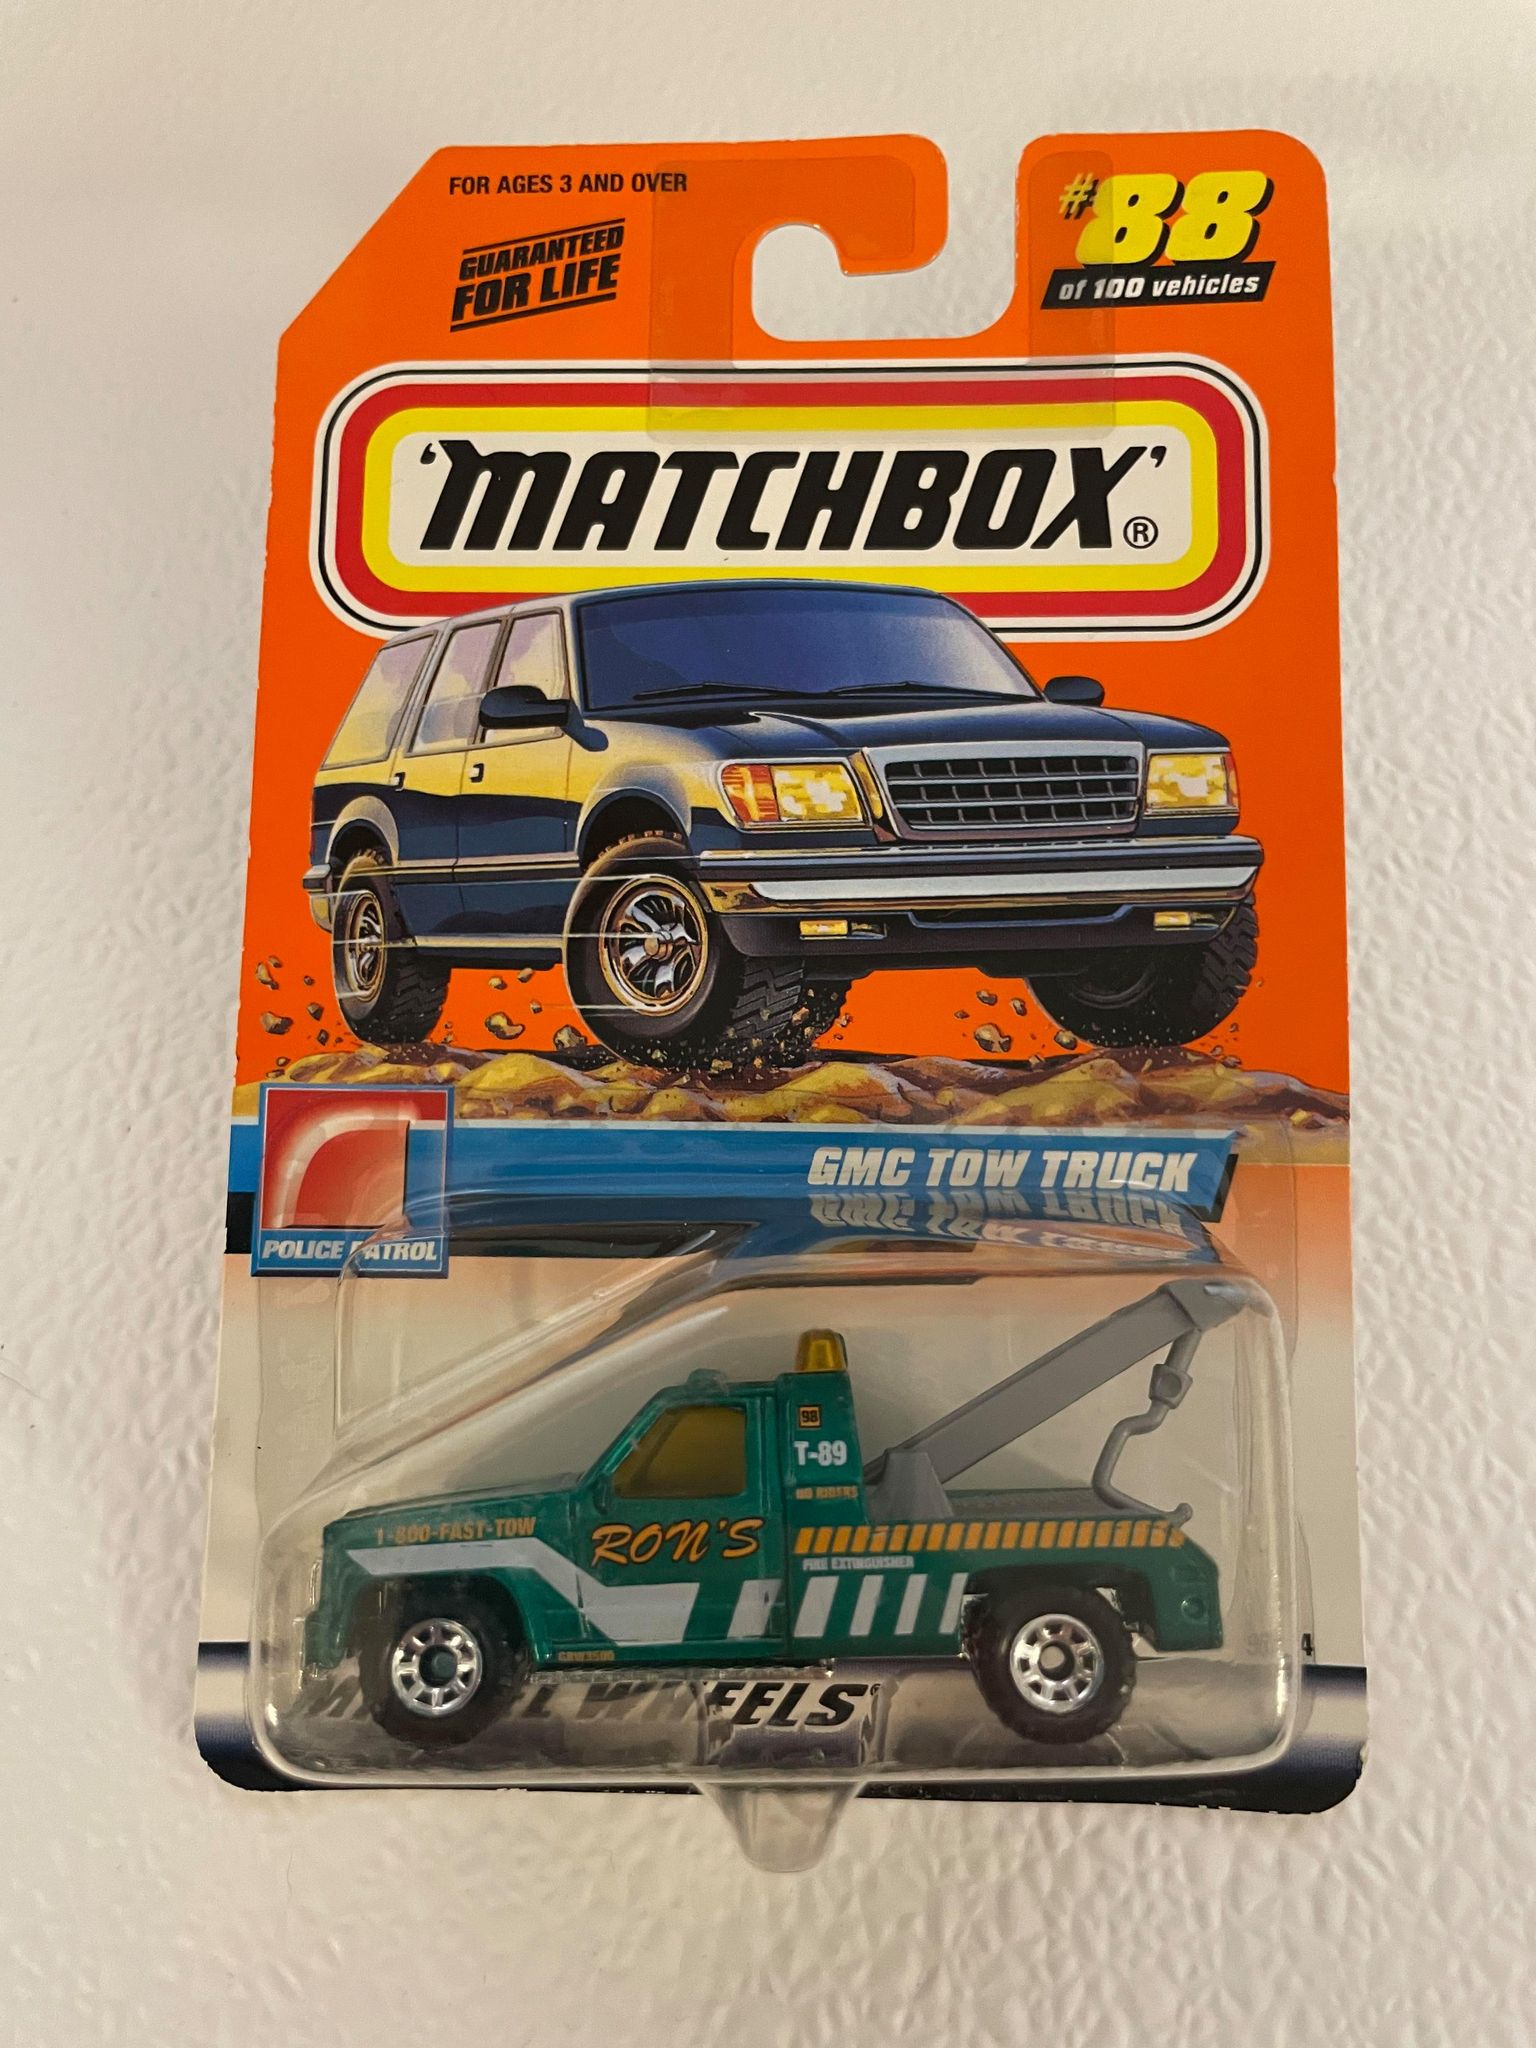 FOR AGES 3 AND OVER
GUARANTEED
FOR LIFE
#88
of 100 vehicles
'MATCHBOX'®
GMC TOW TRUCK
POLICE PATROL
98
T-89
NO RIDERS
1-800-FAST-TOW
RON'S
FIRE EXTINGUISHER
WHEELS®